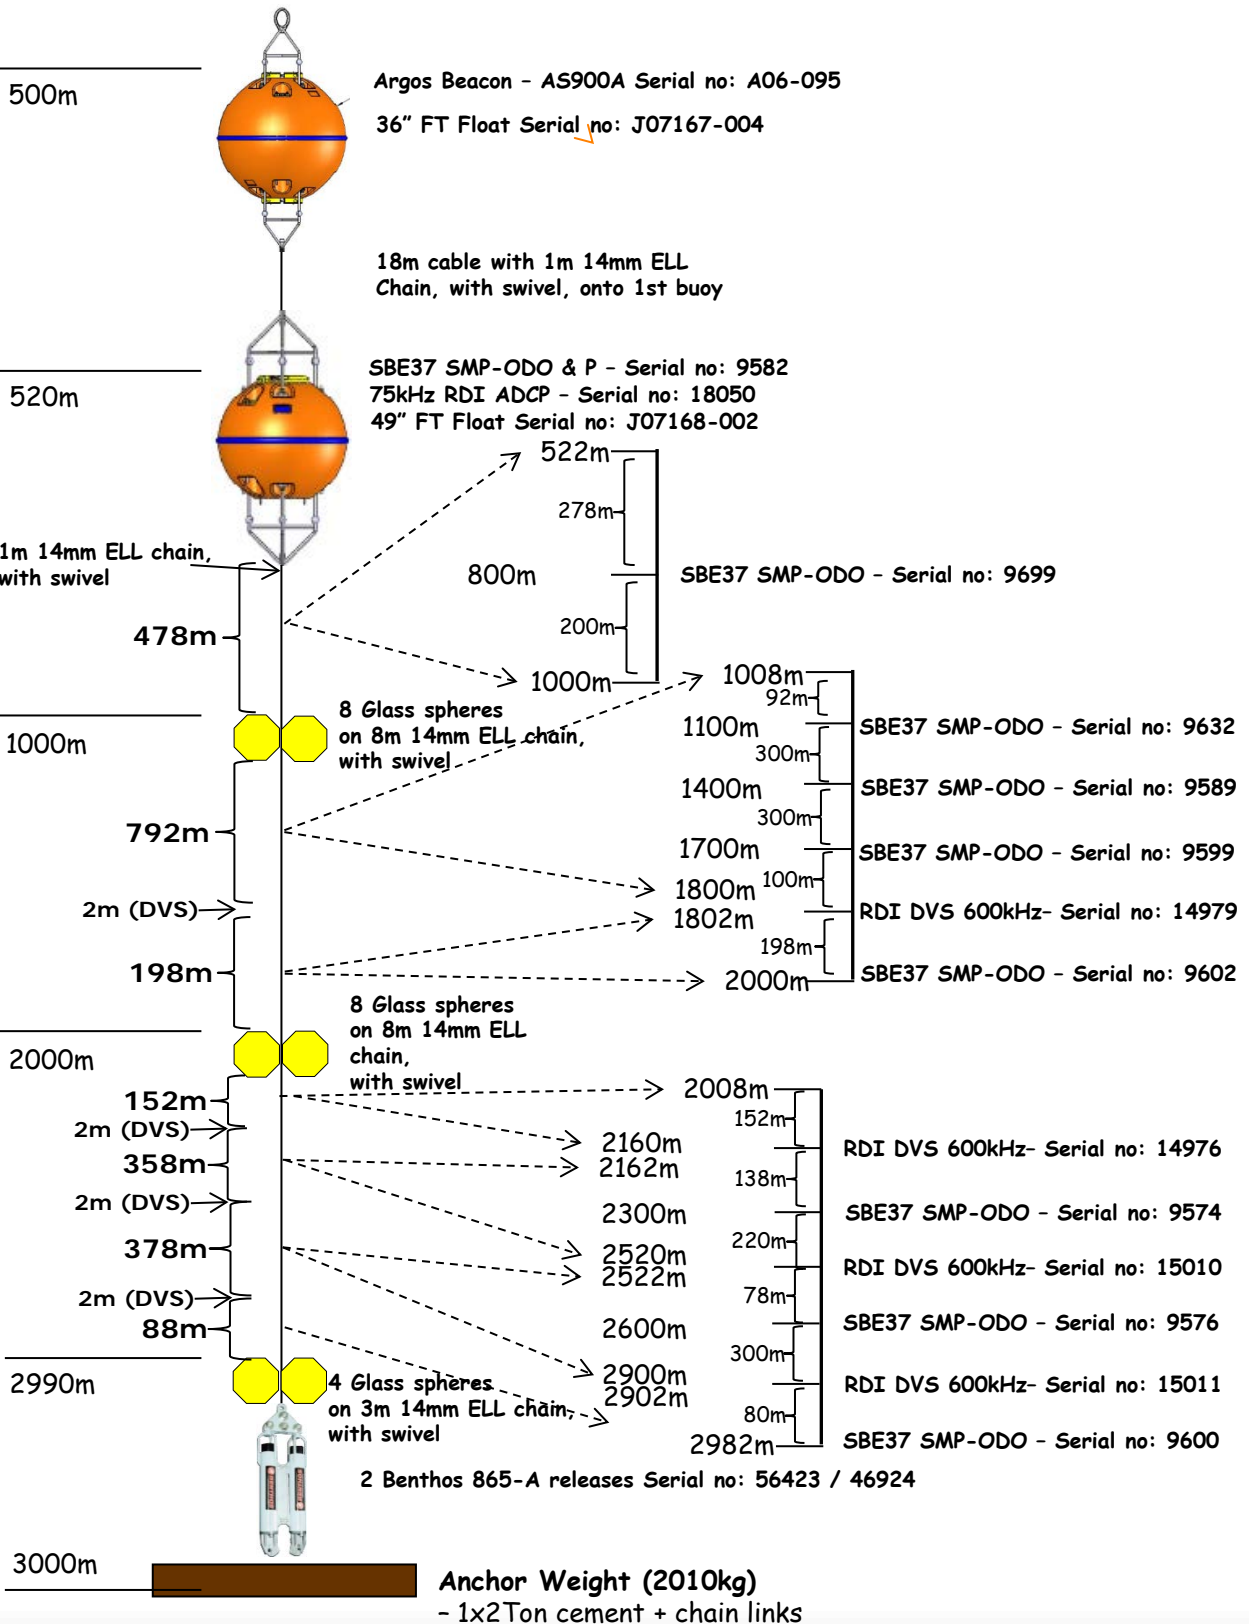 500m
Argos Beacon – AS900A Serial no: A06-095
36” FT Float Serial no: J07167-004
18m cable with 1m 14mm ELL
Chain, with swivel, onto 1st buoy
520m
SBE37 SMP-ODO & P – Serial no: 9582
75kHz RDI ADCP – Serial no: 18050
49” FT Float Serial no: J07168-002
522m
278m
1m 14mm ELL chain,
with swivel
800m
SBE37 SMP-ODO – Serial no: 9699
478m
200m
1000m
1008m
92m
1000m
8 Glass spheres
on 8m 14mm ELL chain,
with swivel
1100m
SBE37 SMP-ODO – Serial no: 9632
300m
1400m
SBE37 SMP-ODO – Serial no: 9589
300m
792m
1700m
SBE37 SMP-ODO – Serial no: 9599
100m
1800m
2m (DVS)
1802m
RDI DVS 600kHz– Serial no: 14979
198m
198m
2000m
SBE37 SMP-ODO – Serial no: 9602
8 Glass spheres
on 8m 14mm ELL
chain,
with swivel
2000m
2008m
152m
152m
2m (DVS)
2160m
RDI DVS 600kHz– Serial no: 14976
358m
2162m
138m
2m (DVS)
2300m
SBE37 SMP-ODO – Serial no: 9574
378m
220m
2520m
RDI DVS 600kHz– Serial no: 15010
2522m
78m
2m (DVS)
88m
2600m
SBE37 SMP-ODO – Serial no: 9576
300m
2990m
2900m
RDI DVS 600kHz– Serial no: 15011
2902m
4 Glass spheres
on 3m 14mm ELL chain,
with swivel
80m
2982m
SBE37 SMP-ODO – Serial no: 9600
2 Benthos 865-A releases Serial no: 56423 / 46924
3000m
Anchor Weight (2010kg)
– 1x2Ton cement + chain links